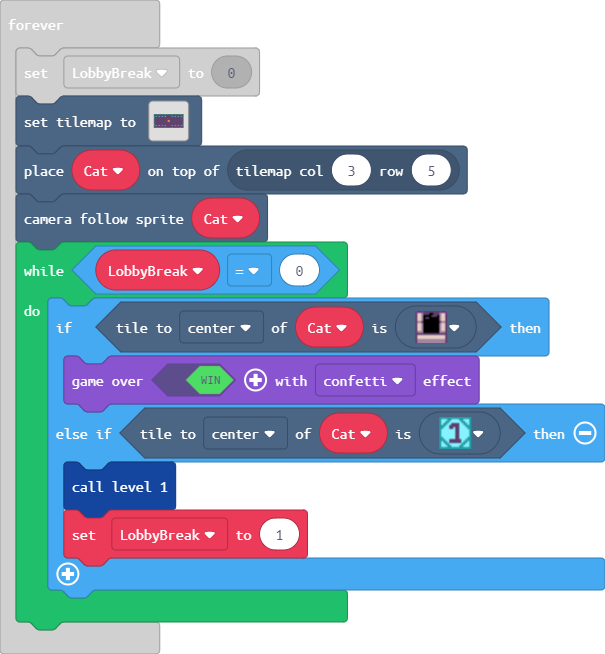 forever
set LobbyBreak to 0
set tilemap to
place Cat on top of tilemap col 3 row 5
camera follow sprite Cat
while LobbyBreak = 0
do
if tile to center of Cat is then
game over WIN with confetti effect
else if tile to center of Cat is 1 then
call level 1
set LobbyBreak to 1